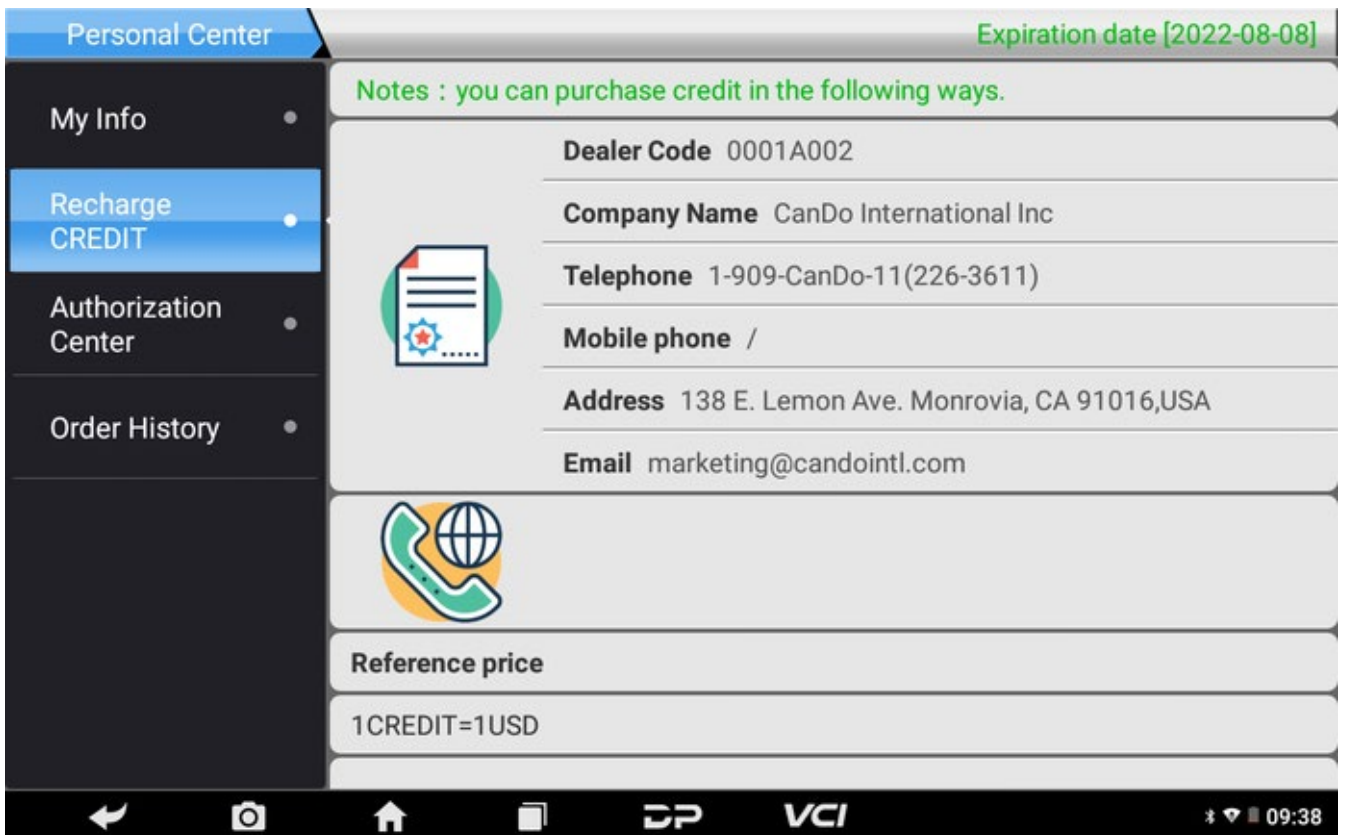 Personal Center
Expiration date [2022-08-08]
My Info
Recharge
CREDIT
Authorization
Center
Order History
Notes : you can purchase credit in the following ways.
Dealer Code 0001A002
Company Name CanDo International Inc
Telephone 1-909-CanDo-11(226-3611)
Mobile phone /
Address 138 E. Lemon Ave. Monrovia, CA 91016,USA
Email marketing@candointl.com
Reference price
1CREDIT=1USD
DP
VCI
09:38